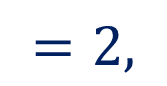 = 2,